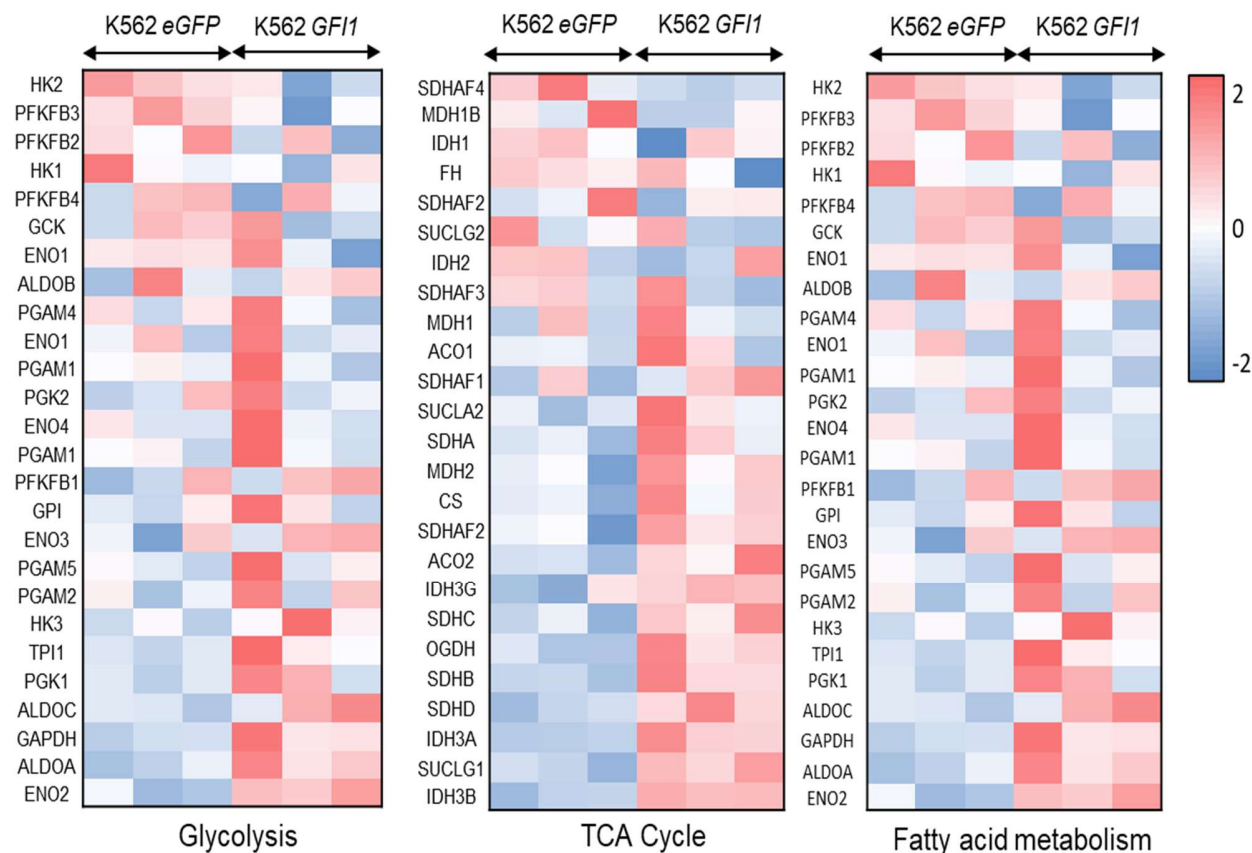 K562 eGFP K562 GFI1
HK2
PFKFB3
PFKFB2
HK1
PFKFB4
GCK
ENO1
ALDOB
PGAM4
ENO1
PGAM1
PGK2
ENO4
PGAM1
PFKFB1
GPI
ENO3
PGAM5
PGAM2
HK3
TPI1
PGK1
ALDOC
GAPDH
ALDOA
ENO2
Glycolysis
K562 eGFP K562 GFI1
SDHAF4
MDH1B
IDH1
FH
SDHAF2
SUCLG2
IDH2
SDHAF3
MDH1
ACO1
SDHAF1
SUCLA2
SDHA
MDH2
CS
SDHAF2
ACO2
IDH3G
SDHC
OGDH
SDHB
SDHD
IDH3A
SUCLG1
IDH3B
TCA Cycle
K562 eGFP K562 GFI1
HK2
PFKFB3
PFKFB2
HK1
PFKFB4
GCK
ENO1
ALDOB
PGAM4
ENO1
PGAM1
PGK2
ENO4
PGAM1
PFKFB1
GPI
ENO3
PGAM5
PGAM2
HK3
TPI1
PGK1
ALDOC
GAPDH
ALDOA
ENO2
Fatty acid metabolism
2
0
-2